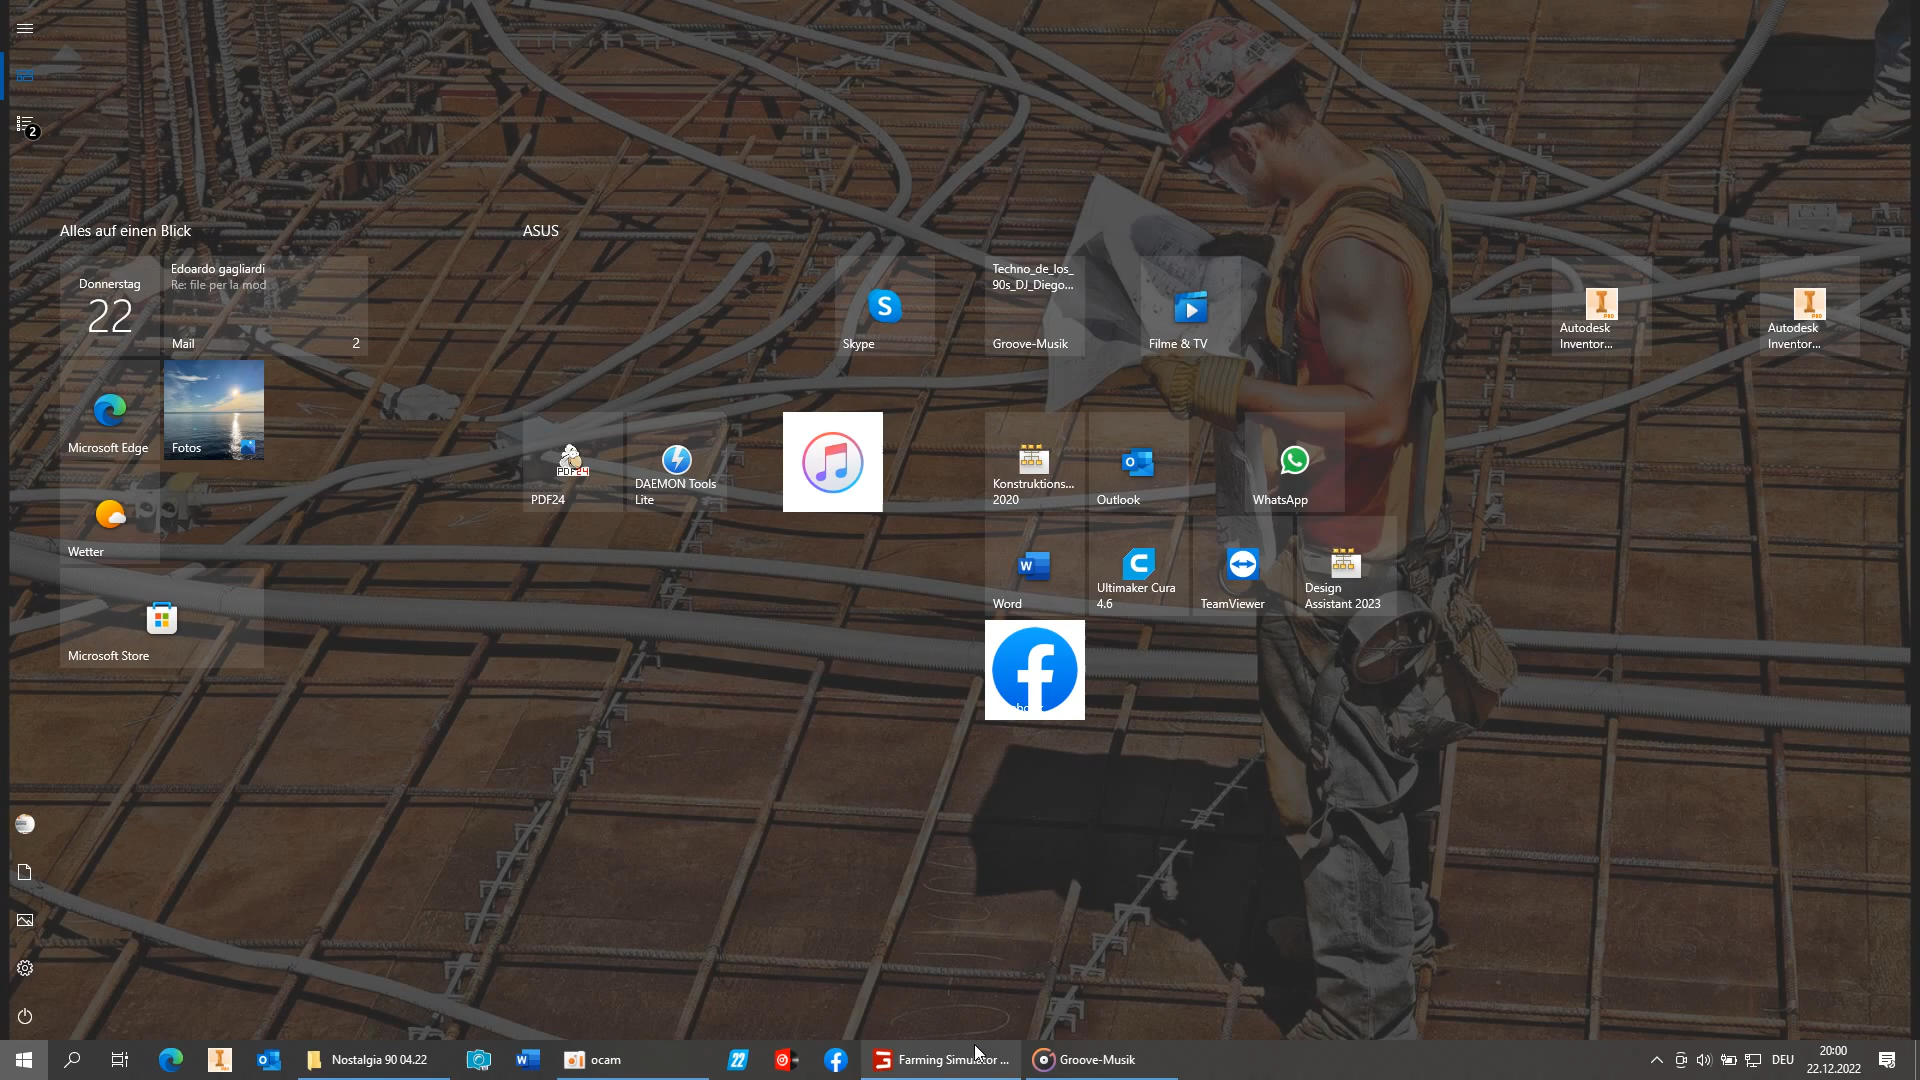 2
Alles auf einen Blick
ASUS
Donnerstag
22
Edoardo gagliardi
Re: file per la mod
Mail 2
Skype
Techno_de_los_
90s_DJ_Diego...
Groove-Musik
Filme & TV
Autodesk
Inventor...
Autodesk
Inventor...
Microsoft Edge
Fotos
PDF24
PDF24
DAEMON Tools
Lite
Konstruktions...
2020
Outlook
WhatsApp
Wetter
Word
Ultimaker Cura
4.6
TeamViewer
Design
Assistant 2023
Microsoft Store
Nostalgia 90 04.22
ocam
22
Farming Simulator ...
Groove-Musik
DEU
20:00
22.12.2022